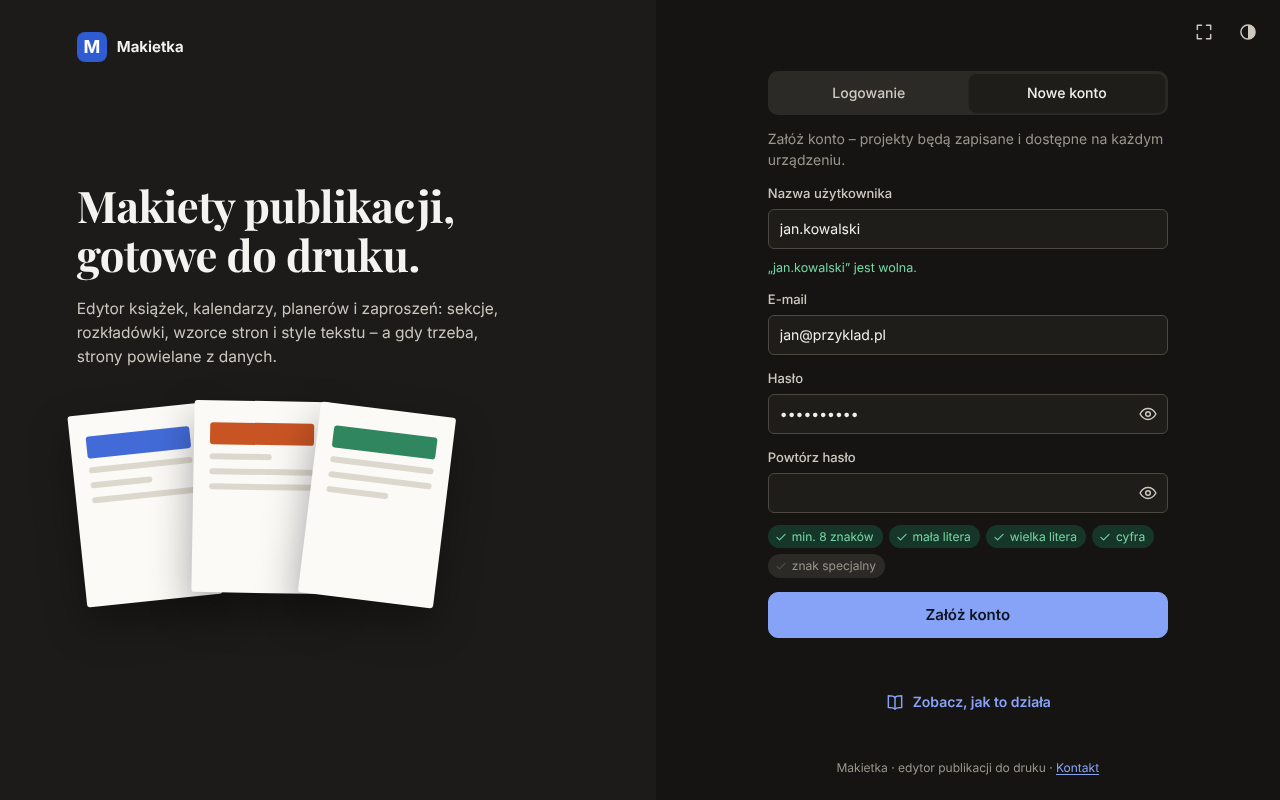 M Makietka
Makiety publikacji,
gotowe do druku.
Edytor książek, kalendarzy, planerów i zaproszeń: sekcje,
rozkładówki, wzorce stron i style tekstu – a gdy trzeba,
strony powielane z danych.
Logowanie
Nowe konto
Załóż konto – projekty będą zapisane i dostępne na każdym
urządzeniu.
Nazwa użytkownika
jan.kowalski
„jan.kowalski” jest wolna.
E-mail
jan@przyklad.pl
Hasło
••••••••••
Powtórz hasło
min. 8 znaków
mała litera
wielka litera
cyfra
znak specjalny
Załóż konto
Zobacz, jak to działa
Makietka · edytor publikacji do druku · Kontakt